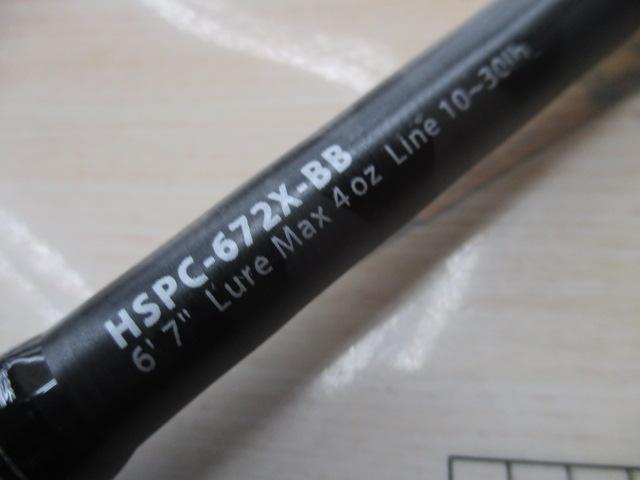 HSPC-672X-BB
6'7" Lure Max 4oz Line 10~30lb